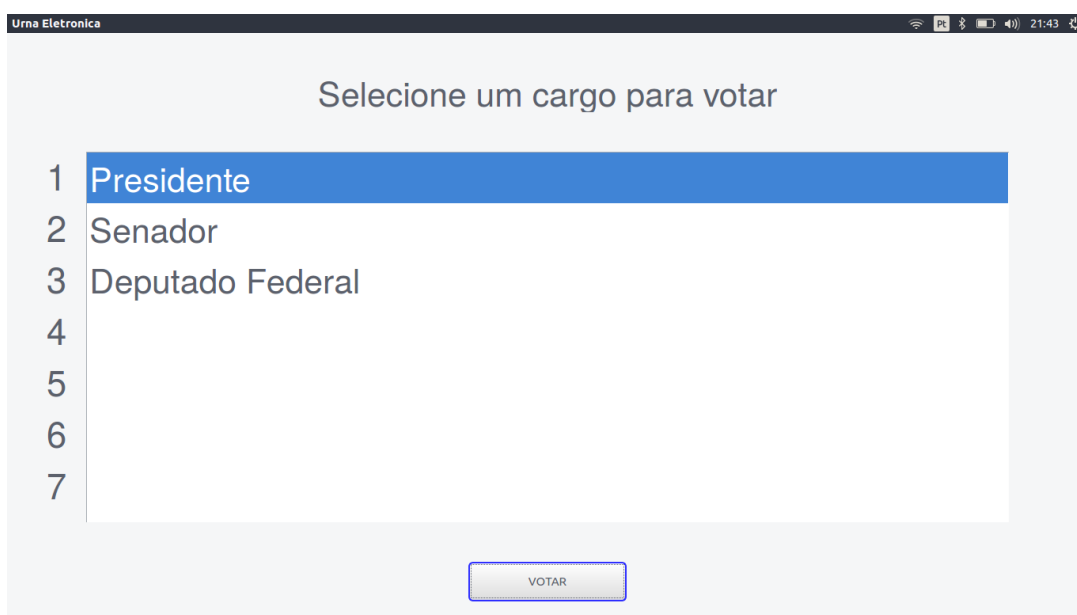 Urna Eletronica Pt 21:43
Selecione um cargo para votar
1 Presidente
2 Senador
3 Deputado Federal
4
5
6
7
VOTAR